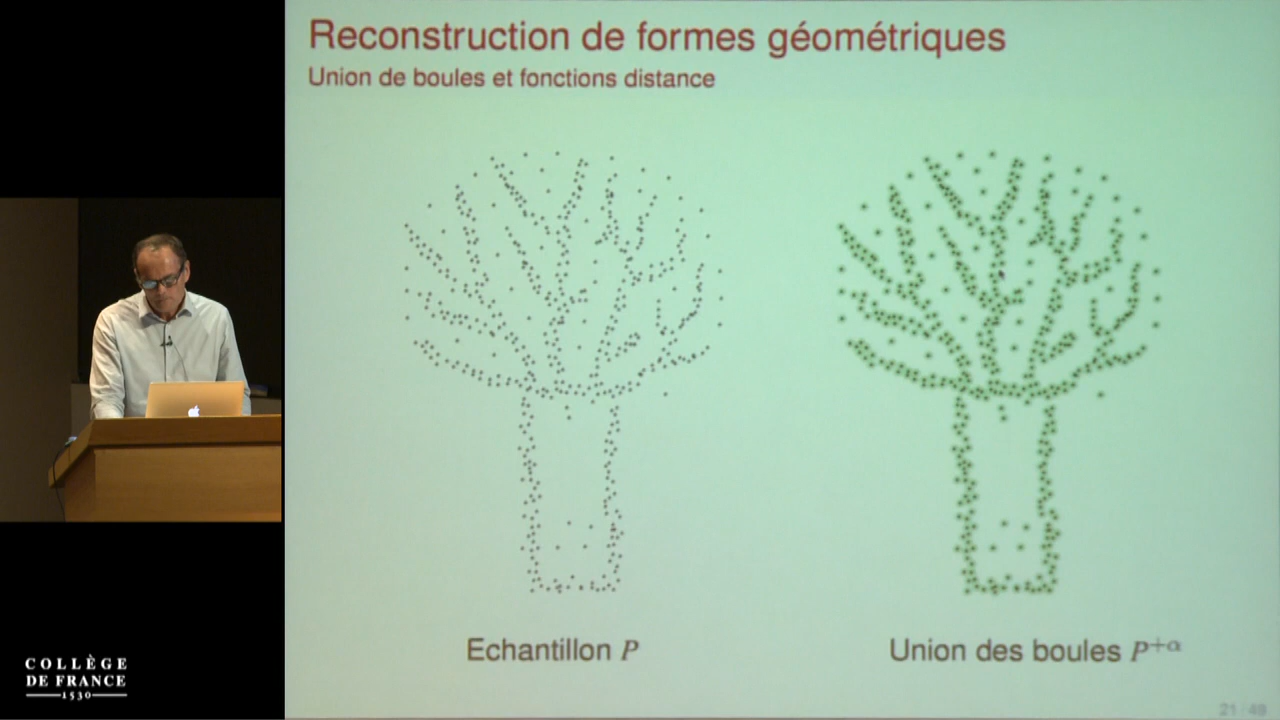 Reconstruction de formes géométriques
Union de boules et fonctions distance
Echantillon P
Union des boules P^{+α}
COLLÈGE
DE FRANCE
1530
21 / 48